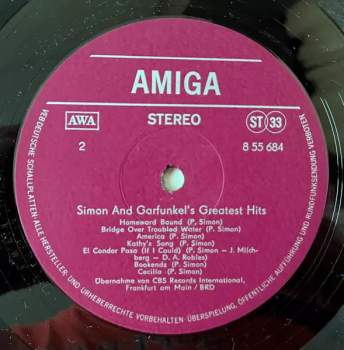 AMIGA
AWA
STEREO
ST 33
2
8 55 684
Simon And Garfunkel's Greatest Hits
Homeward Bound (P. Simon)
Bridge Over Troubled Water (P. Simon)
America (P. Simon)
Kathy's Song (P. Simon)
El Condor Pasa (If I Could) (P. Simon – J. Milch-
berg – D. A. Robles)
Bookends (P. Simon)
Cecilia (P. Simon)
Übernahme von CBS Records International,
Frankfurt am Main / BRD
VEB DEUTSCHE SCHALLPLATTEN · ALLE HERSTELLER- UND URHEBERRECHTE VORBEHALTEN · ÜBERSPIELUNG, ÖFFENTLICHE AUFFÜHRUNG UND RUNDFUNKSENDUNG VERBOTEN